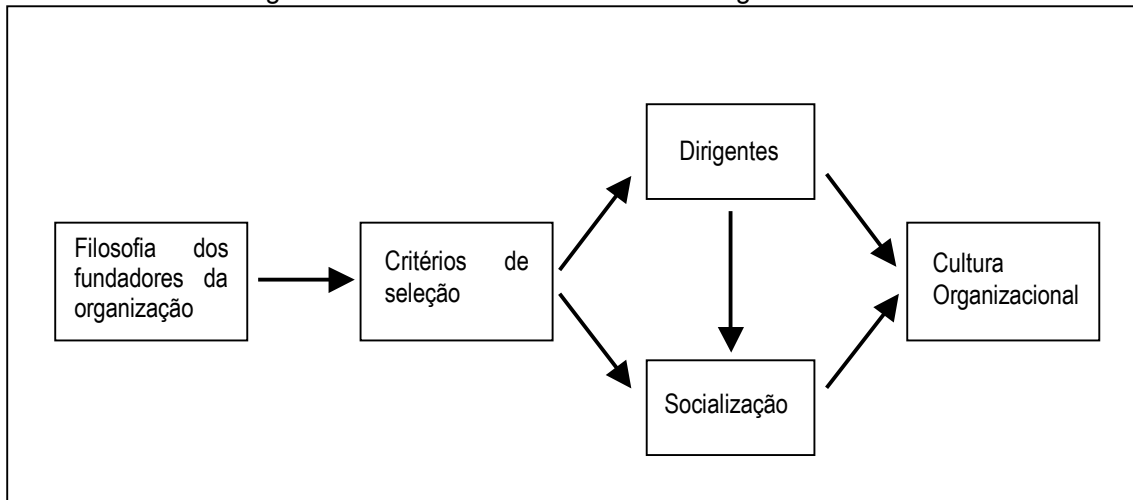 Filosofia dos
fundadores da
organização
Critérios de
seleção
Dirigentes
Socialização
Cultura
Organizacional